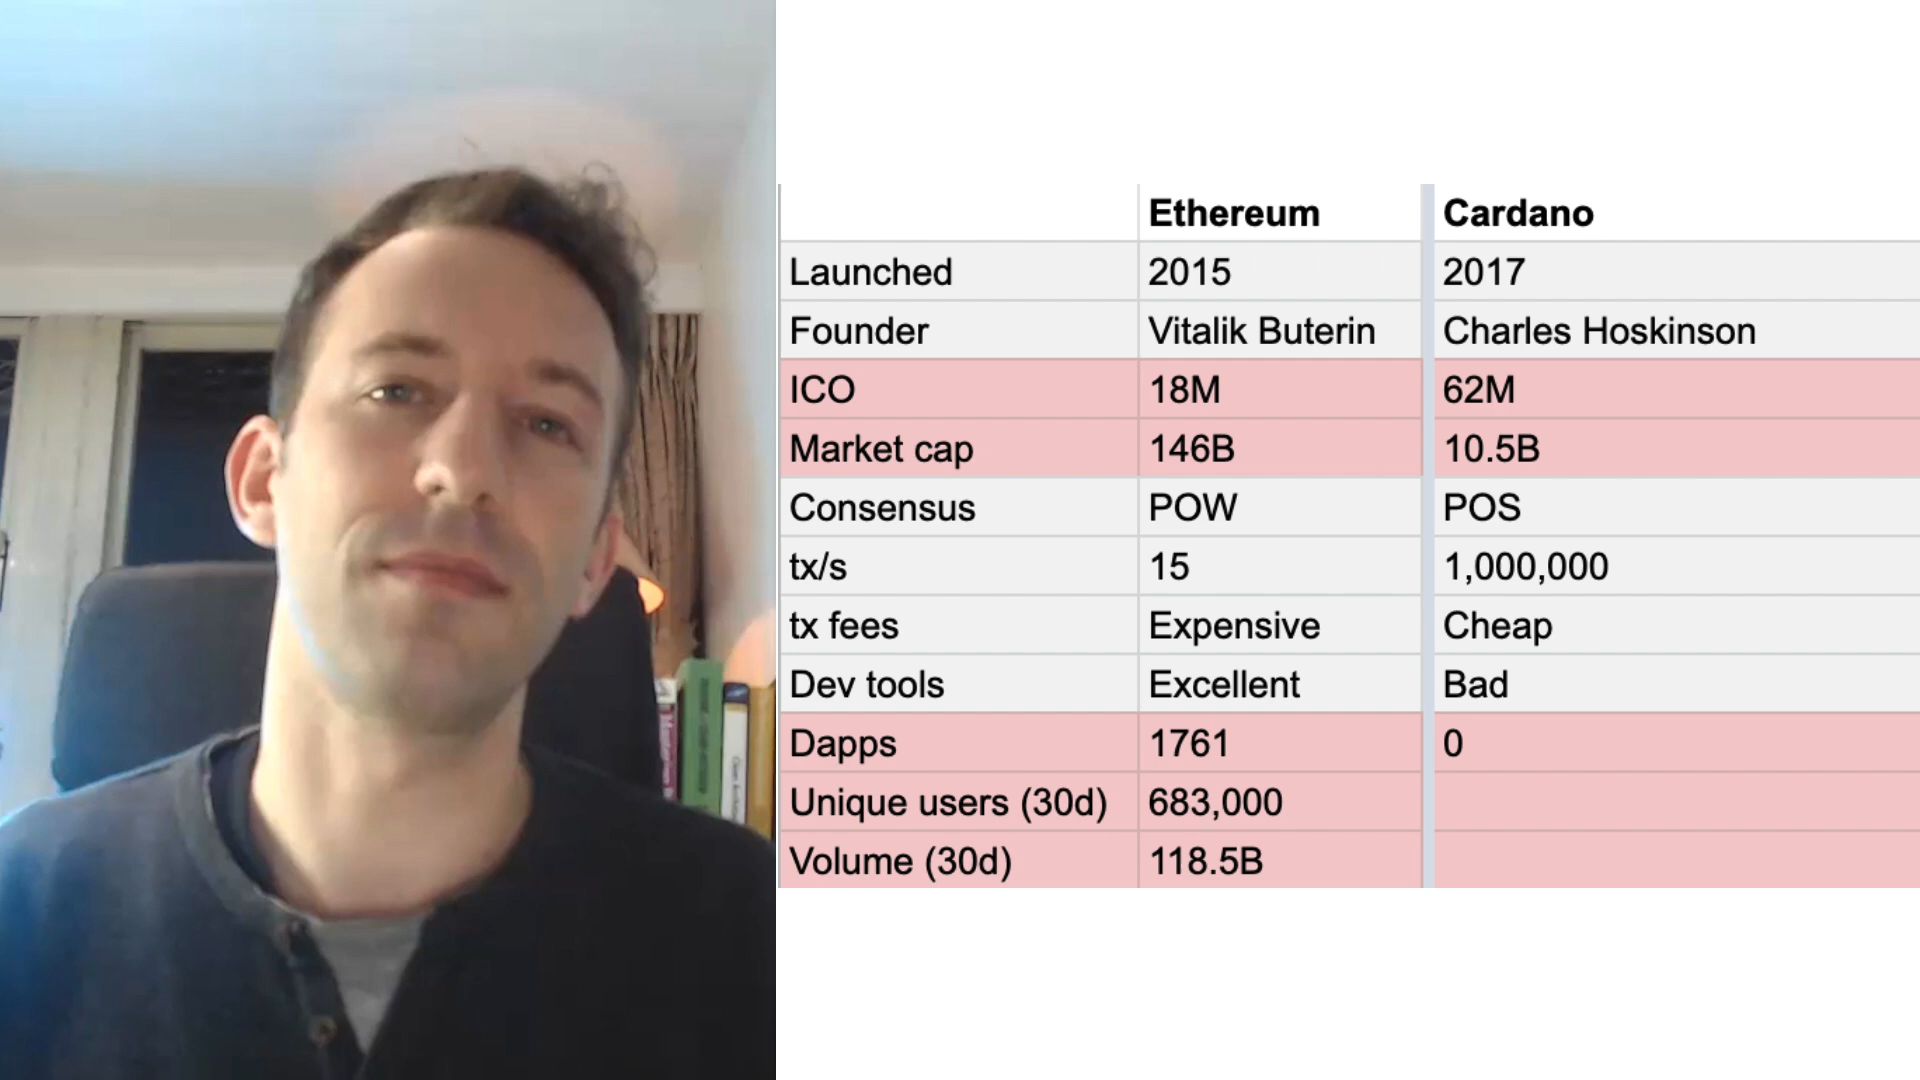 Ethereum Cardano
Launched 2015 2017
Founder Vitalik Buterin Charles Hoskinson
ICO 18M 62M
Market cap 146B 10.5B
Consensus POW POS
tx/s 15 1,000,000
tx fees Expensive Cheap
Dev tools Excellent Bad
Dapps 1761 0
Unique users (30d) 683,000
Volume (30d) 118.5B